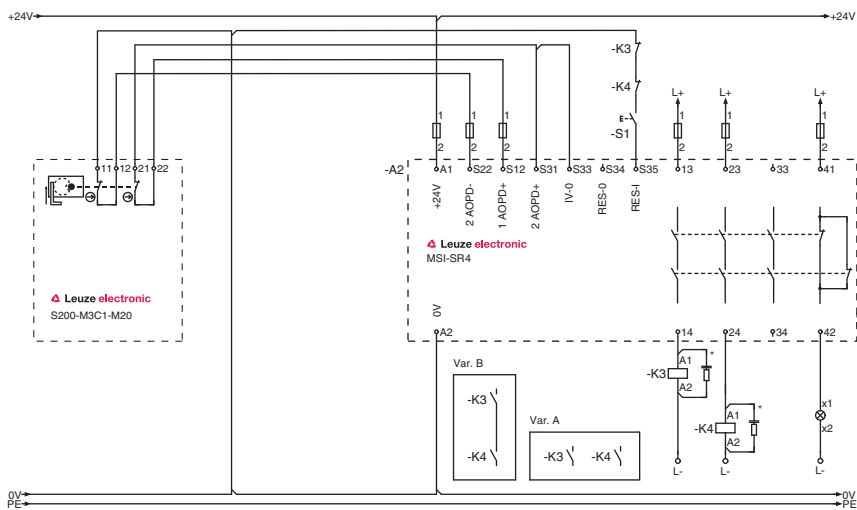 +24V +24V
-K3
-K4
E-
-S1
L+ L+ L+
1 1 1 1 1 1
2 2 2 2 2 2
11 12 21 22
-A2 A1 S22 S12 S31 S33 S34 S35 13 23 33 41
+24V
2 AOPD-
1 AOPD+
2 AOPD+
IV-0
RES-0
RES-I
Leuze electronic
MSI-SR4
Leuze electronic
S200-M3C1-M20
0V
A2 14 24 34 42
Var. B
-K3
-K4
Var. A
-K3 -K4
A1
-K3
A2
*
A1
-K4
A2
*
x1
x2
L- L- L-
0V 0V
PE PE